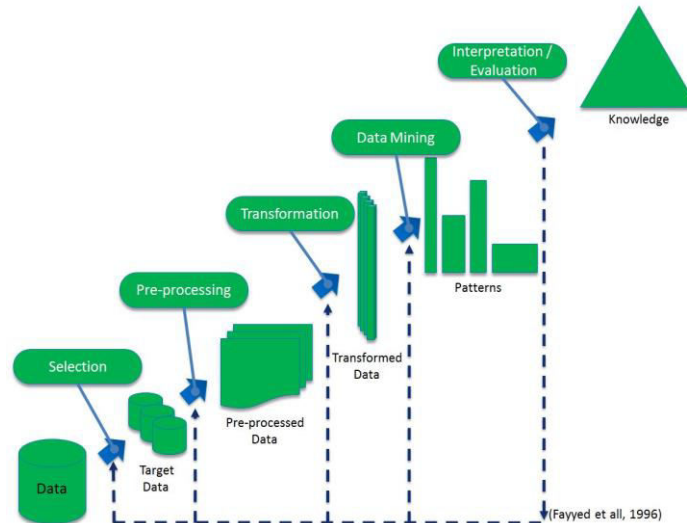 Interpretation /
Evaluation
Knowledge
Data Mining
Patterns
Transformation
Transformed
Data
Pre-processing
Pre-processed
Data
Selection
Target
Data
Data
(Fayyed et all, 1996)